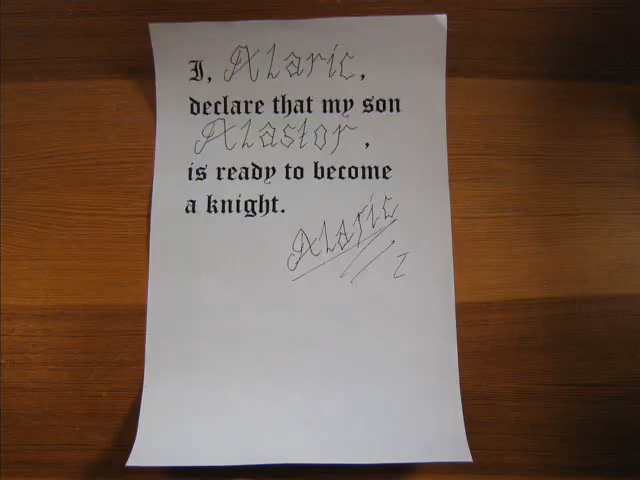 I, Alaric,
declare that my son
Alastor,
is ready to become
a knight.
Alaric